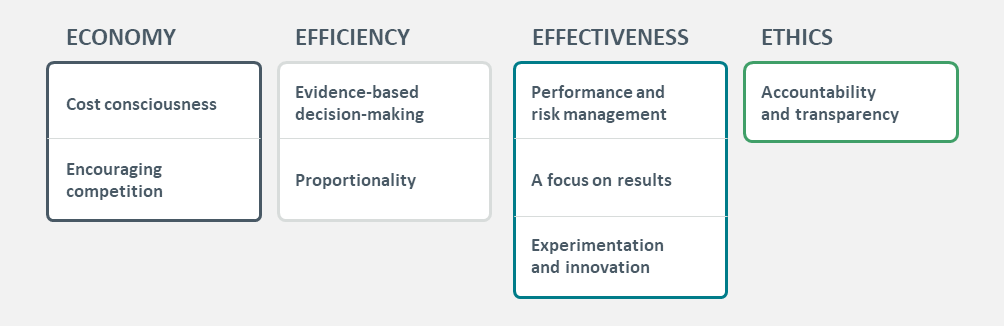 ECONOMY
Cost consciousness
Encouraging
competition
EFFICIENCY
Evidence-based
decision-making
Proportionality
EFFECTIVENESS
Performance and
risk management
A focus on results
Experimentation
and innovation
ETHICS
Accountability
and transparency